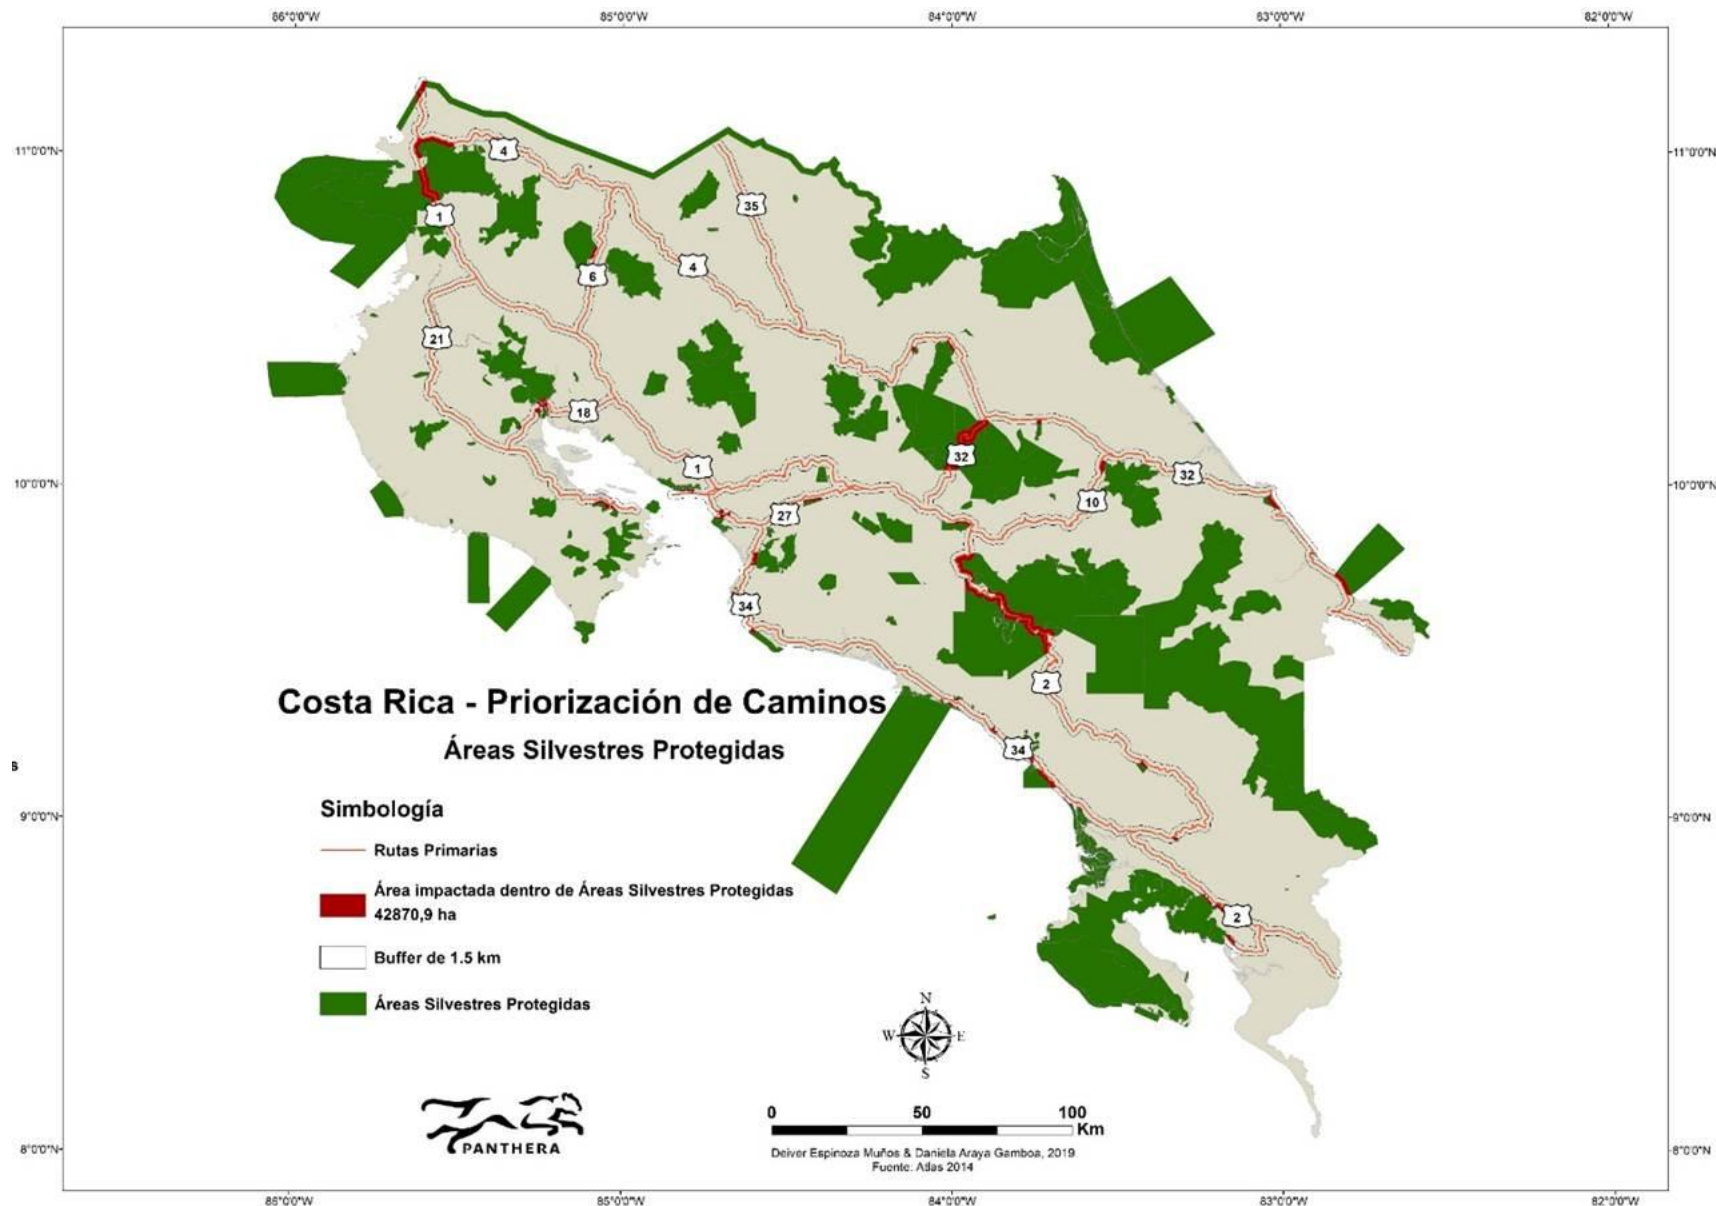 86°0'0"W
85°0'0"W
84°0'0"W
83°0'0"W
82°0'0"W
11°0'0"N
11°0'0"N
4
35
1
4
6
21
18
32
1
32
10
27
10°0'0"N
10°0'0"N
34
2
Costa Rica - Priorización de Caminos
Áreas Silvestres Protegidas
34
s
Simbología
9°0'0"N
9°0'0"N
Rutas Primarias
Área impactada dentro de Áreas Silvestres Protegidas
42870,9 ha
2
Buffer de 1.5 km
Áreas Silvestres Protegidas
N
W
E
S
PANTHERA
0
50
100
Km
Deiver Espinoza Muños & Daniela Araya Gamboa, 2019
Fuente: Atlas 2014
8°0'0"N
8°0'0"N
86°0'0"W
85°0'0"W
84°0'0"W
83°0'0"W
82°0'0"W